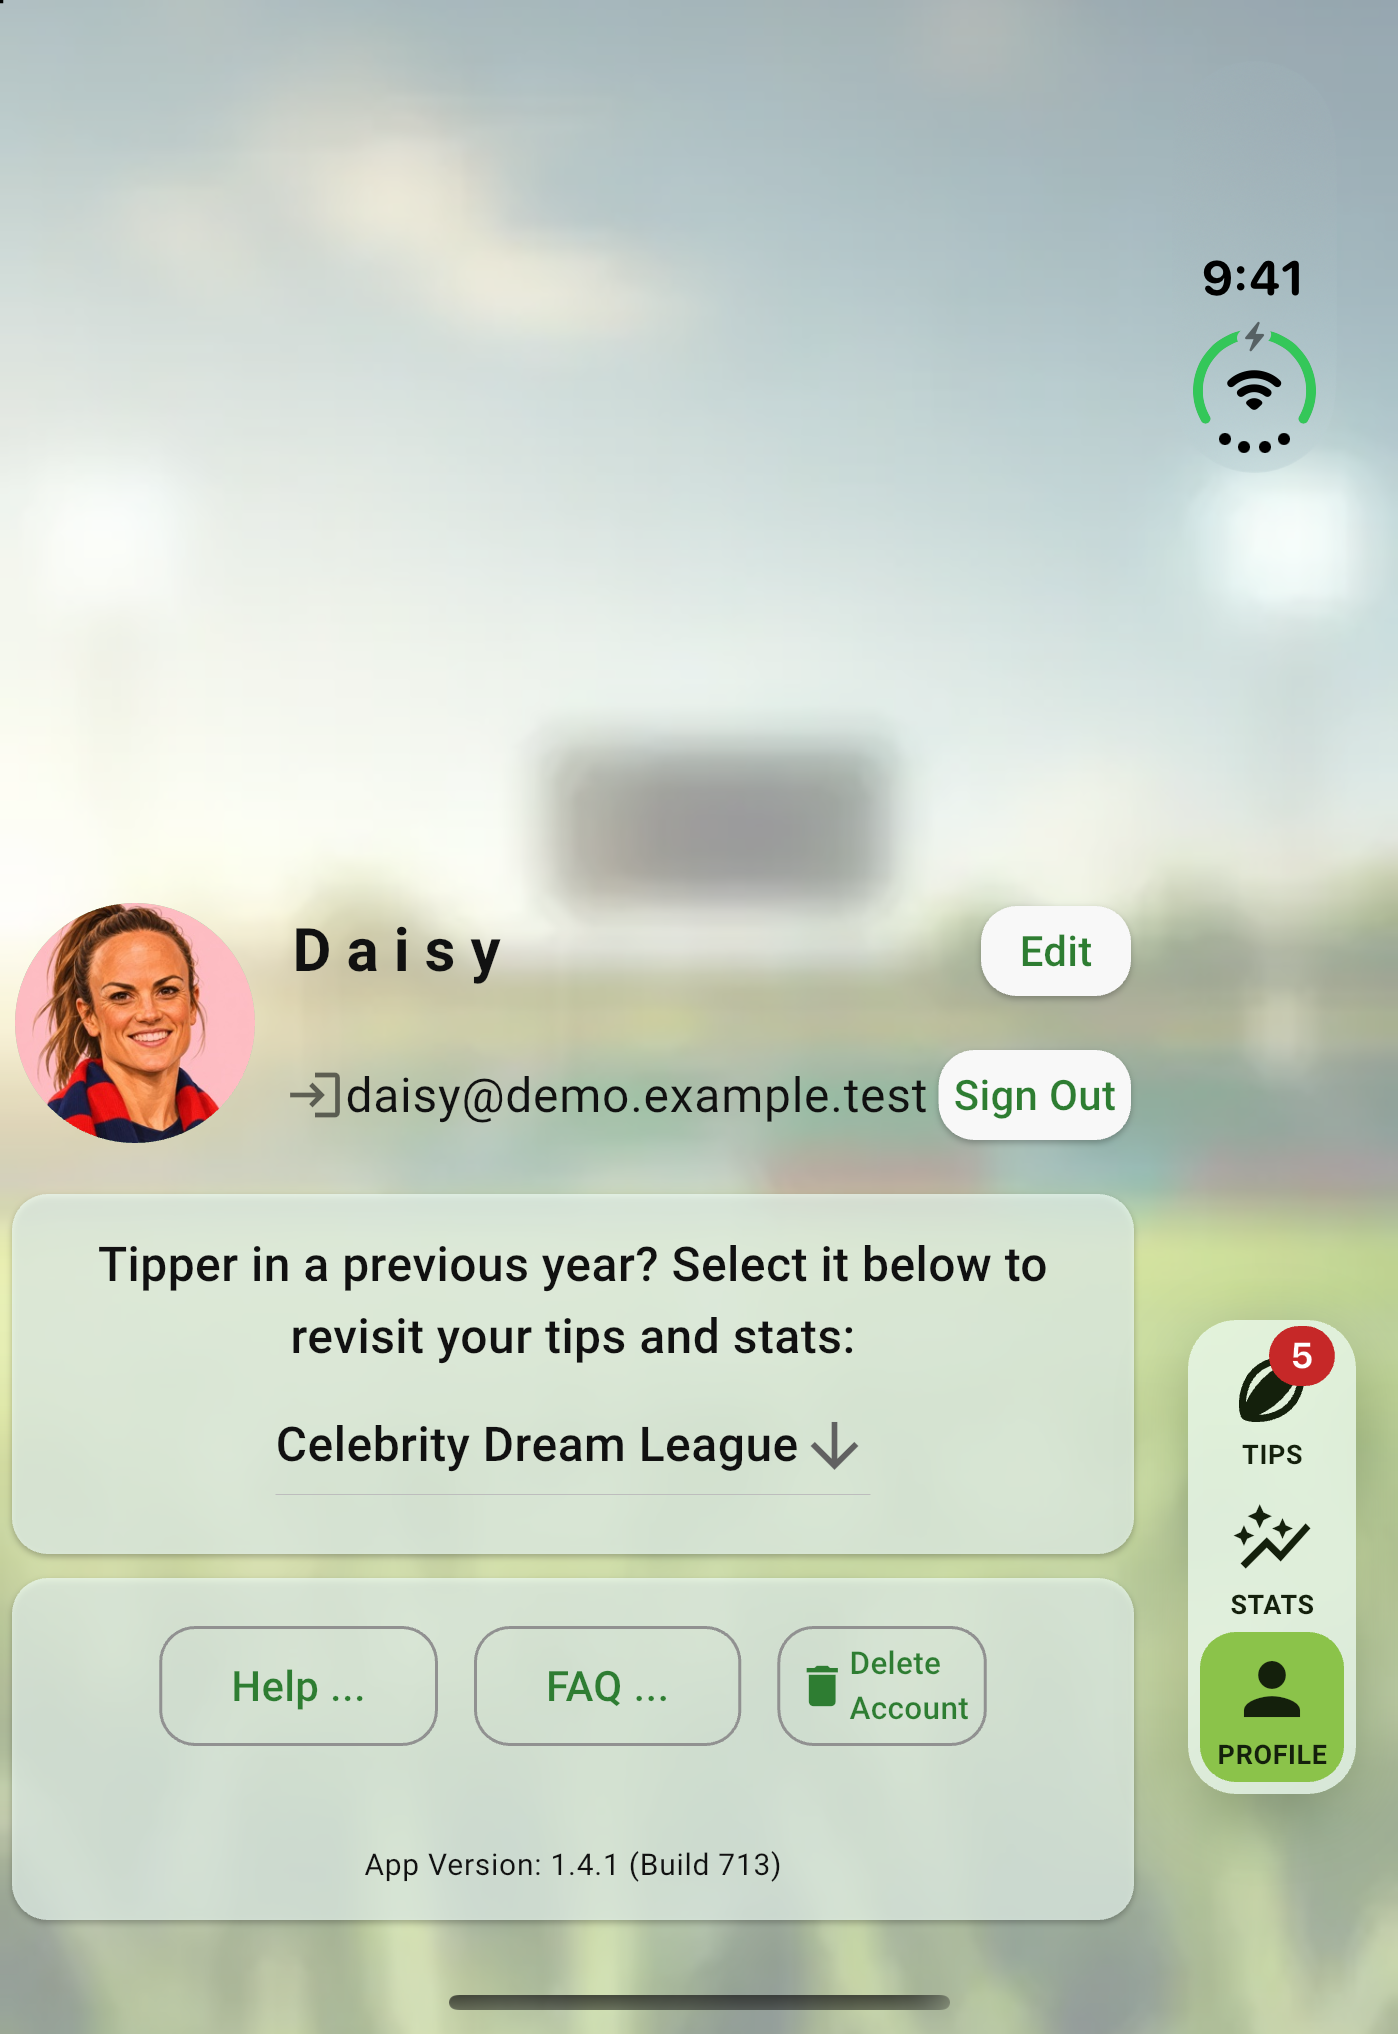 9:41
Daisy
Edit
daisy@demo.example.test
Sign Out
Tipper in a previous year? Select it below to
revisit your tips and stats:
Celebrity Dream League
5
TIPS
STATS
PROFILE
Help ...
FAQ ...
Delete
Account
App Version: 1.4.1 (Build 713)